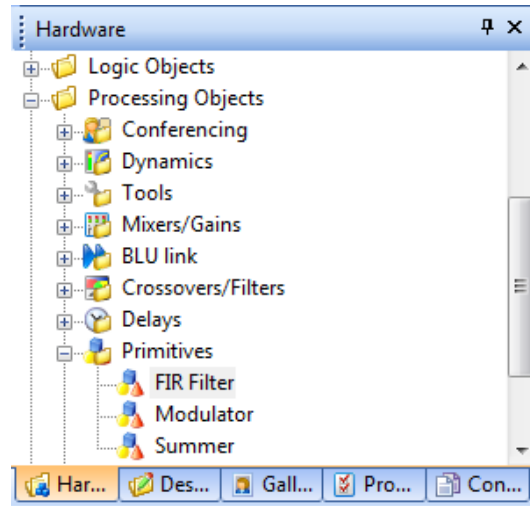 Hardware
Logic Objects
Processing Objects
Conferencing
Dynamics
Tools
Mixers/Gains
BLU link
Crossovers/Filters
Delays
Primitives
FIR Filter
Modulator
Summer
Har... Des... Gall... Pro... Con...